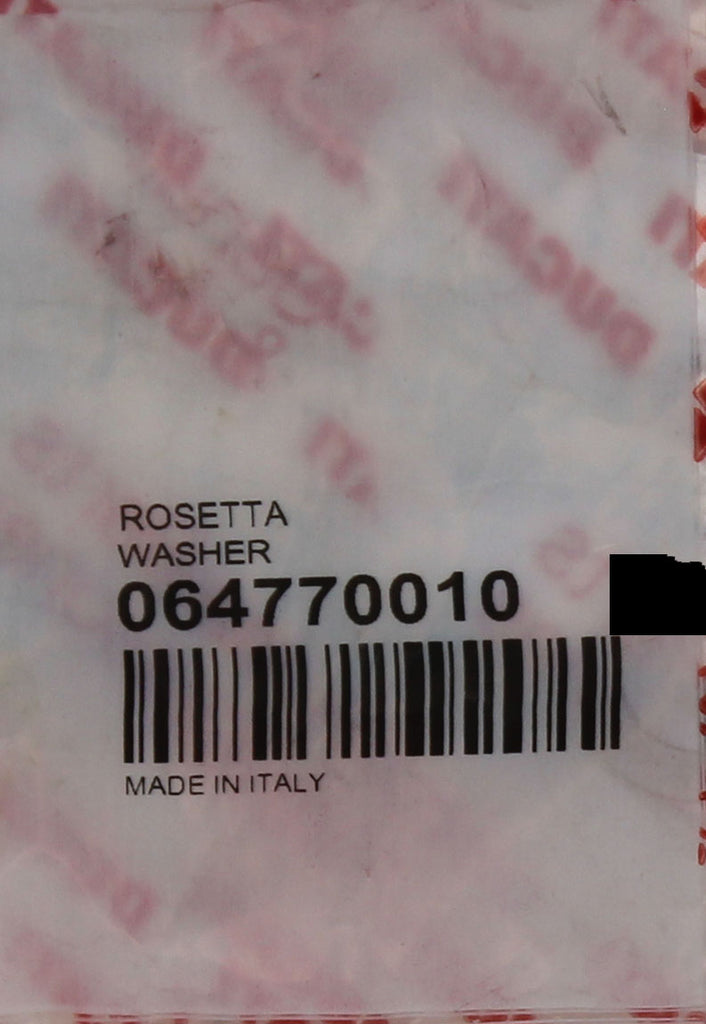 ROSETTA
WASHER
064770010
MADE IN ITALY